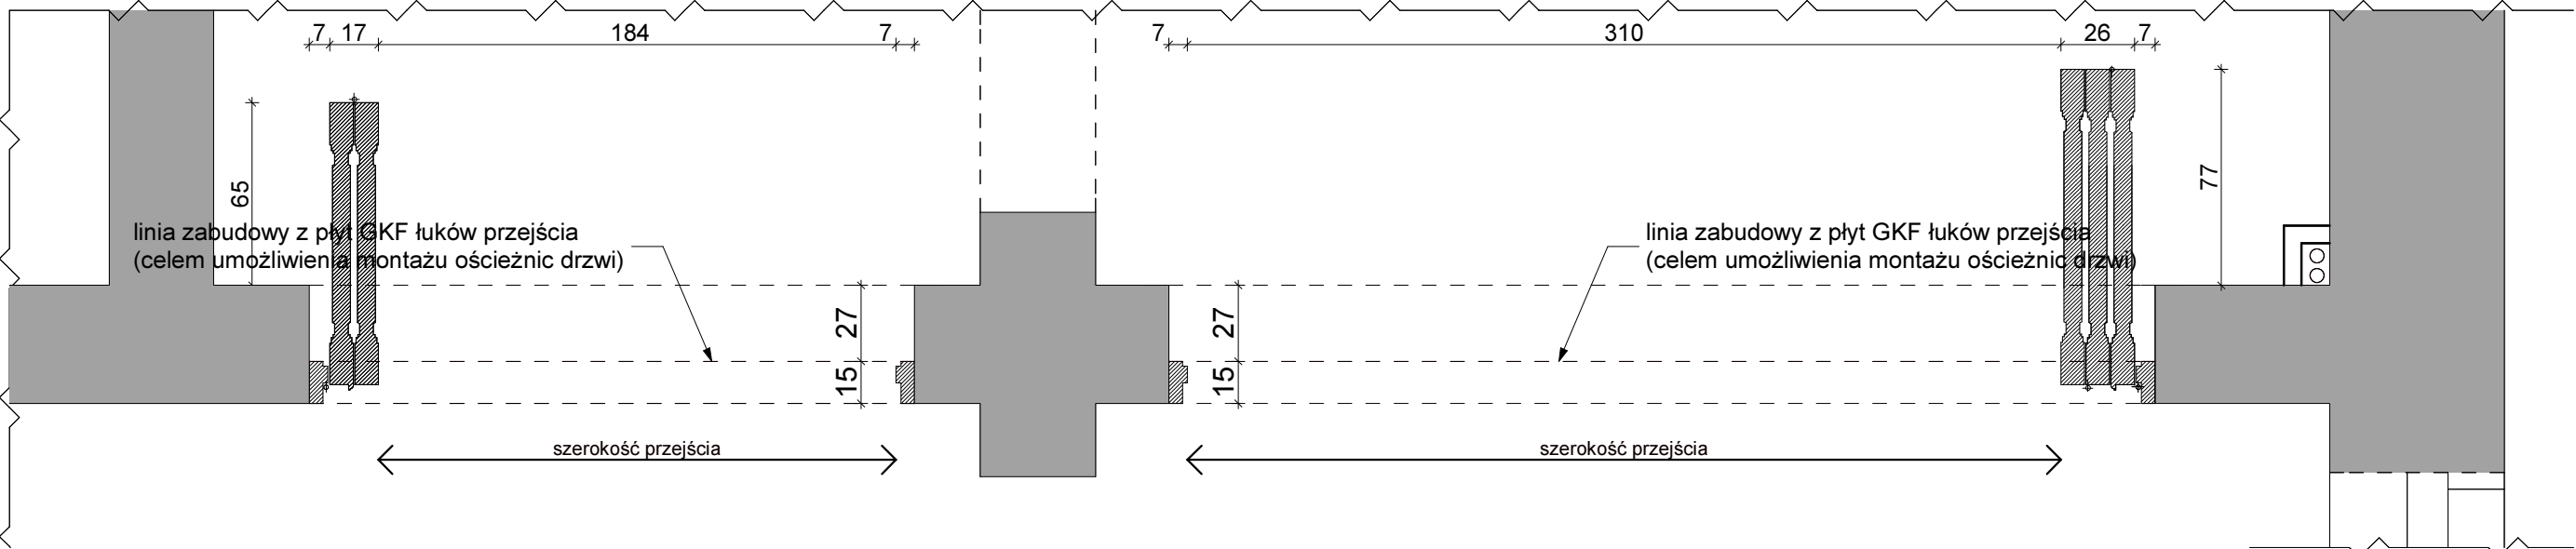 7 17 184 7 7 310 26 7
65
77
linia zabudowy z płyt GKF łuków przejścia
(celem umożliwienia montażu ościeżnic drzwi)
linia zabudowy z płyt GKF łuków przejścia
(celem umożliwienia montażu ościeżnic drzwi)
27
27
15
15
szerokość przejścia
szerokość przejścia